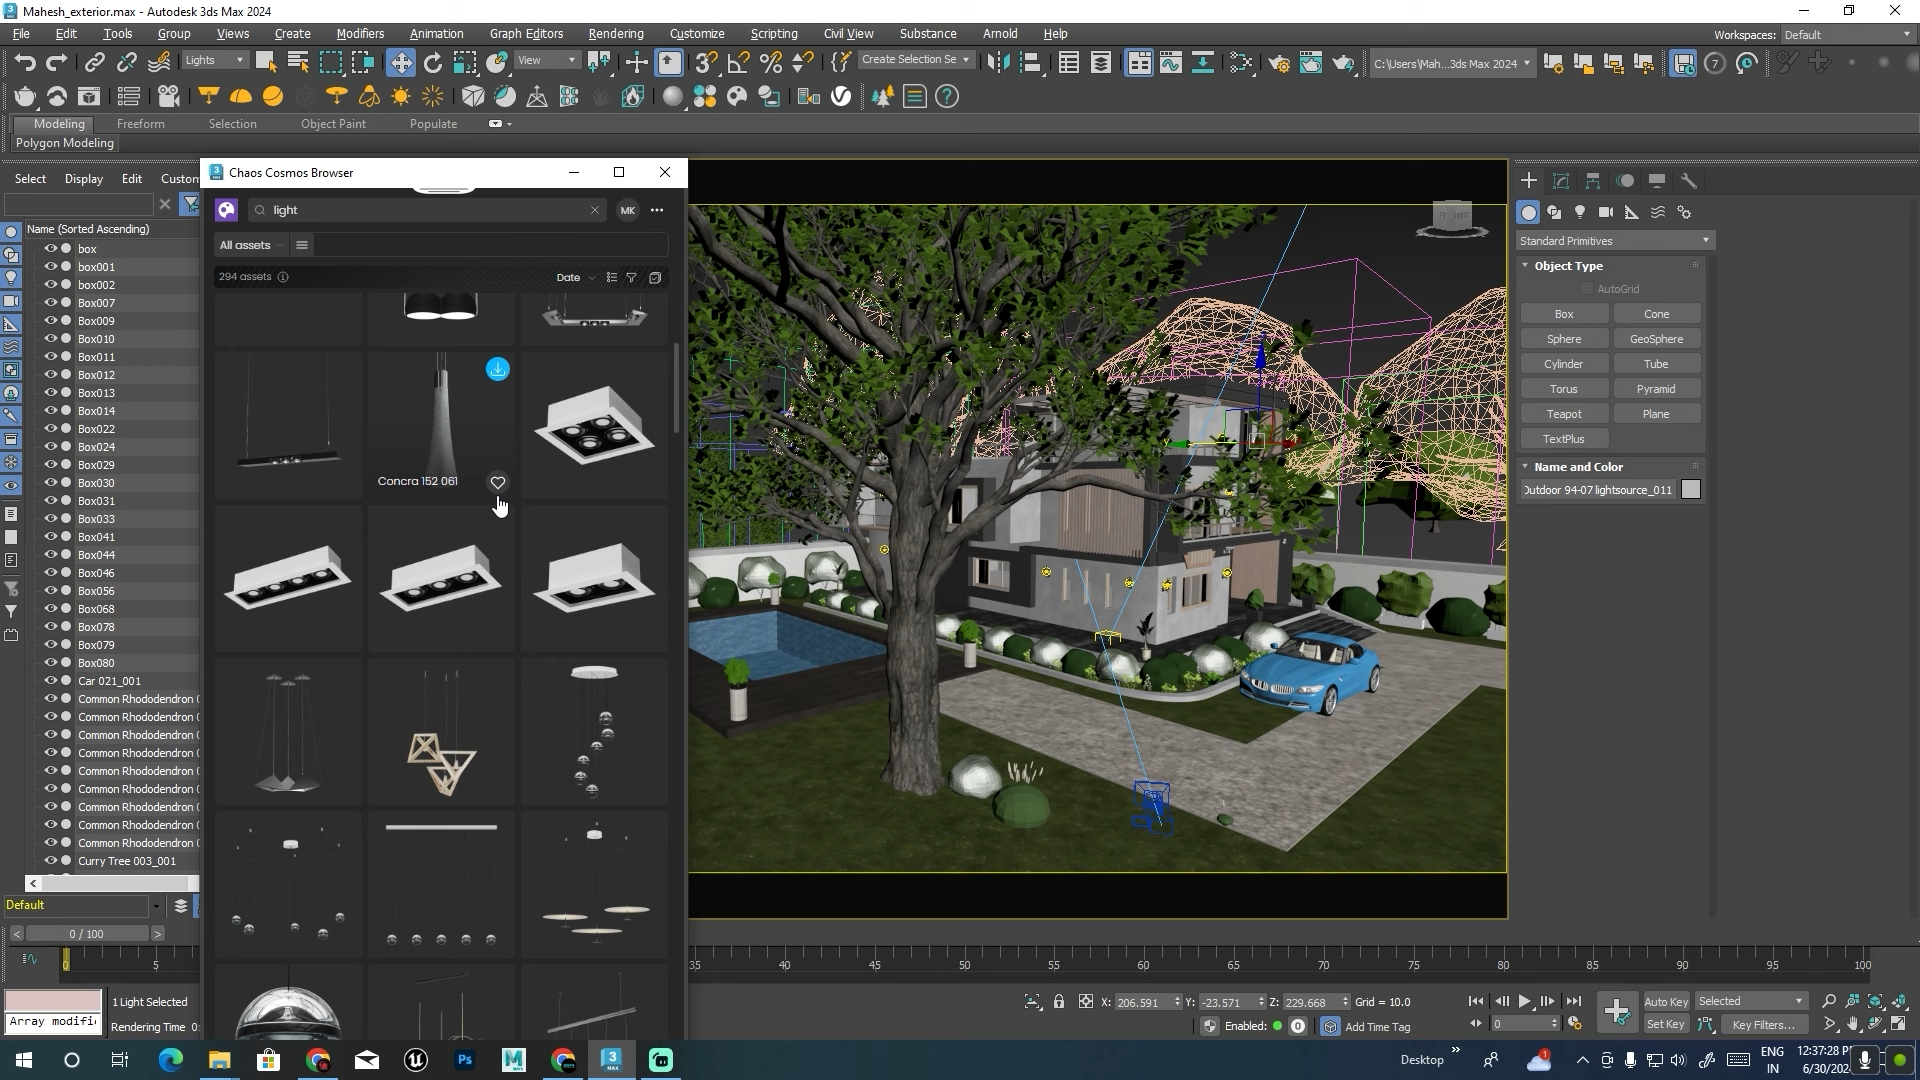 Mahesh_exterior.max - Autodesk 3ds Max 2024
File Edit Tools Group Views Create Modifiers Animation Graph Editors Rendering Customize Scripting Civil View Substance Arnold Help
Workspaces: Default
Lights
View
Create Selection Se
C:\Users\Mah...3ds Max 2024
Modeling Freeform Selection Object Paint Populate
Polygon Modeling
Select Display Edit Custom
Name (Sorted Ascending)
box
box001
box002
Box007
Box009
Box010
Box011
Box012
Box013
Box014
Box022
Box024
Box029
Box030
Box031
Box033
Box041
Box044
Box046
Box056
Box068
Box078
Box079
Box080
Car 021_001
Common Rhododendron
Common Rhododendron
Common Rhododendron
Common Rhododendron
Common Rhododendron
Common Rhododendron
Common Rhododendron
Common Rhododendron
Common Rhododendron
Curry Tree 003_001
Default
0 / 100
Chaos Cosmos Browser
light
MK
All assets
294 assets
Date
Concra 152 061
Standard Primitives
Object Type
AutoGrid
Box Cone
Sphere GeoSphere
Cylinder Tube
Torus Pyramid
Teapot Plane
TextPlus
Name and Color
Outdoor 94-07 lightsource_011
0 5 35 40 45 50 55 60 65 70 75 80 85 90 95 100
1 Light Selected
Array modifi
Rendering Time 0:
X: 206.591 Y: -23.571 Z: 229.668 Grid = 10.0
Enabled: 0 Add Time Tag
Auto Key Selected
0 Set Key Key Filters...
Desktop
ENG
IN
12:37:28